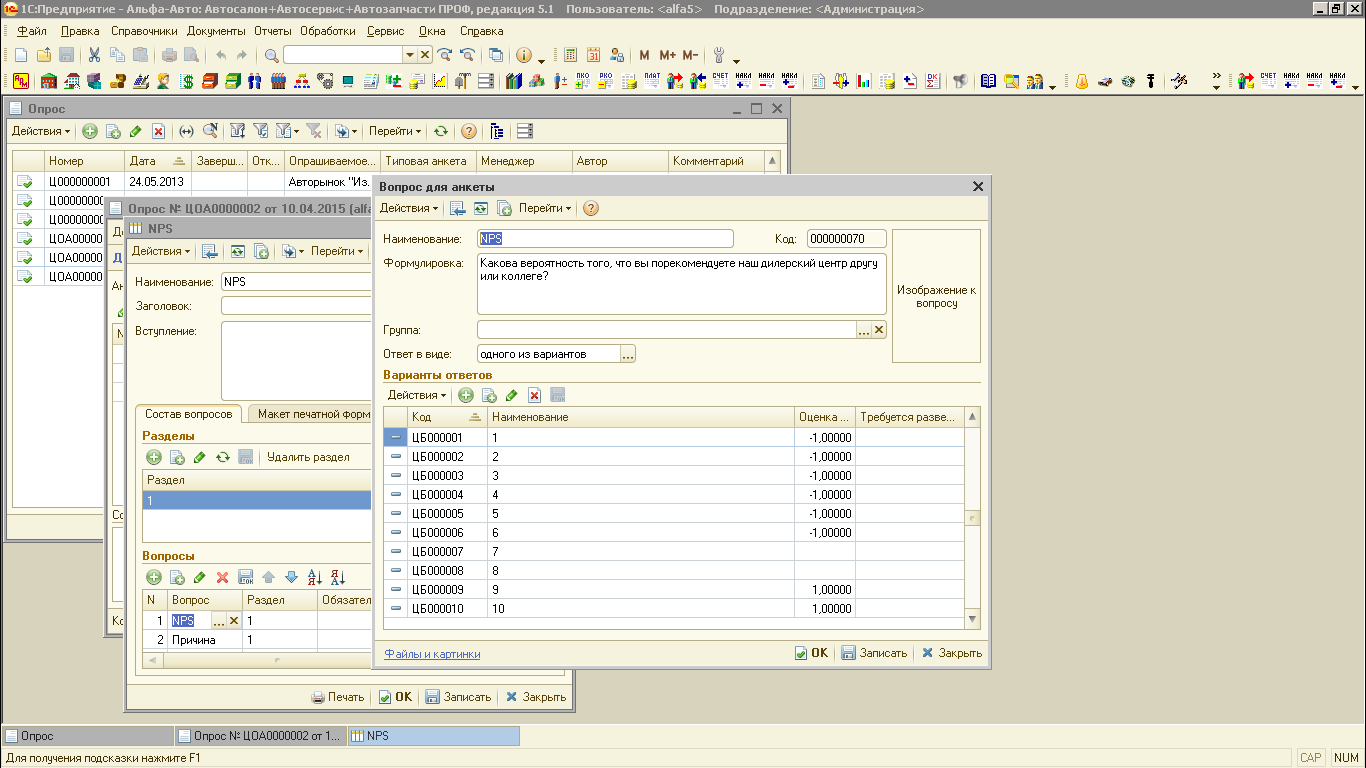 1С:Предприятие - Альфа-Авто: Автосалон+Автосервис+Автозапчасти ПРОФ, редакция 5.1 Пользователь: <alfa5> Подразделение: <Администрация>
Файл Правка Справочники Документы Отчеты Обработки Сервис Окна Справка
M M+ M-
Опрос
Действия Перейти
Номер Дата Заверш... Отк... Опрашиваемое... Типовая анкета Менеджер Автор Комментарий
Ц000000001 24.05.2013 Авторынок "Из.
Ц0000000
Ц0000000
ЦОА00000
ЦОА00000
ЦОА00000
Опрос № ЦОА0000002 от 10.04.2015 (alfa
NPS
Действия Перейти
Наименование: NPS
Заголовок:
Вступление:
Состав вопросов Макет печатной форм
Разделы
Удалить раздел
Раздел
1
Вопросы
N Вопрос Раздел Обязател
1 NPS ... 1
2 Причина 1
Печать OK Записать Закрыть
Вопрос для анкеты
Действия Перейти
Наименование: NPS Код: 000000070
Формулировка: Какова вероятность того, что вы порекомендуете наш дилерский центр другу
или коллеге?
Изображение к
вопросу
Группа: ...
Ответ в виде: одного из вариантов ...
Варианты ответов
Действия
Код Наименование Оценка ... Требуется разве...
ЦБ000001 1 -1,00000
ЦБ000002 2 -1,00000
ЦБ000003 3 -1,00000
ЦБ000004 4 -1,00000
ЦБ000005 5 -1,00000
ЦБ000006 6 -1,00000
ЦБ000007 7
ЦБ000008 8
ЦБ000009 9 1,00000
ЦБ000010 10 1,00000
Файлы и картинки OK Записать Закрыть
Опрос Опрос № ЦОА0000002 от 1... NPS
Для получения подсказки нажмите F1 CAP NUM